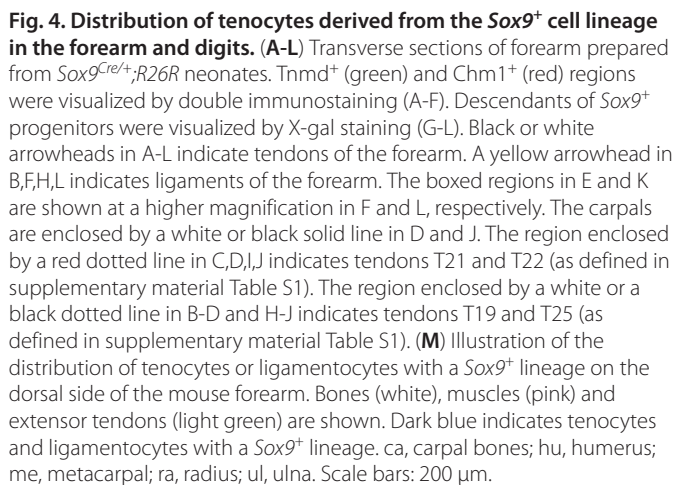 Fig. 4. Distribution of tenocytes derived from the Sox9+ cell lineage
in the forearm and digits. (A-L) Transverse sections of forearm prepared
from Sox9Cre/+;R26R neonates. Tnmd+ (green) and Chm1+ (red) regions
were visualized by double immunostaining (A-F). Descendants of Sox9+
progenitors were visualized by X-gal staining (G-L). Black or white
arrowheads in A-L indicate tendons of the forearm. A yellow arrowhead in
B,F,H,L indicates ligaments of the forearm. The boxed regions in E and K
are shown at a higher magnification in F and L, respectively. The carpals
are enclosed by a white or black solid line in D and J. The region enclosed
by a red dotted line in C,D,I,J indicates tendons T21 and T22 (as defined in
supplementary material Table S1). The region enclosed by a white or a
black dotted line in B-D and H-J indicates tendons T19 and T25 (as
defined in supplementary material Table S1). (M) Illustration of the
distribution of tenocytes or ligamentocytes with a Sox9+ lineage on the
dorsal side of the mouse forearm. Bones (white), muscles (pink) and
extensor tendons (light green) are shown. Dark blue indicates tenocytes
and ligamentocytes with a Sox9+ lineage. ca, carpal bones; hu, humerus;
me, metacarpal; ra, radius; ul, ulna. Scale bars: 200 μm.